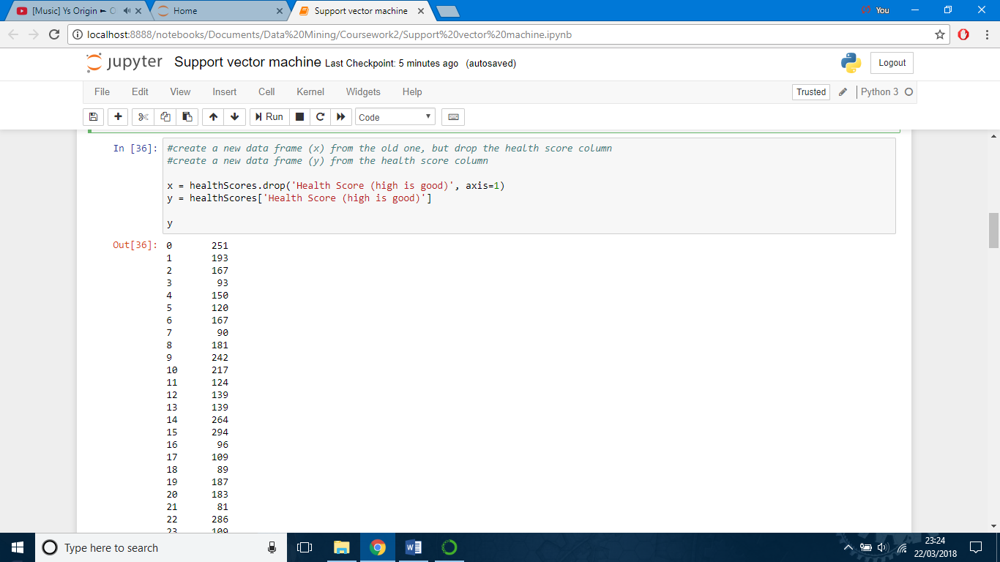 [Music] Ys Origin ►
Home
Support vector machine
You
localhost:8888/notebooks/Documents/Data%20Mining/Coursework2/Support%20vector%20machine.ipynb
jupyter Support vector machine Last Checkpoint: 5 minutes ago (autosaved)
Logout
File Edit View Insert Cell Kernel Widgets Help
Trusted
Python 3
Run
Code
In [36]:
#create a new data frame (x) from the old one, but drop the health score column
#create a new data frame (y) from the health score column
x = healthScores.drop('Health Score (high is good)', axis=1)
y = healthScores['Health Score (high is good)']
y
Out[36]:
0 251
1 193
2 167
3 93
4 150
5 120
6 167
7 90
8 181
9 242
10 217
11 124
12 139
13 139
14 264
15 294
16 96
17 109
18 89
19 187
20 183
21 81
22 286
23 109
Type here to search
23:24
22/03/2018